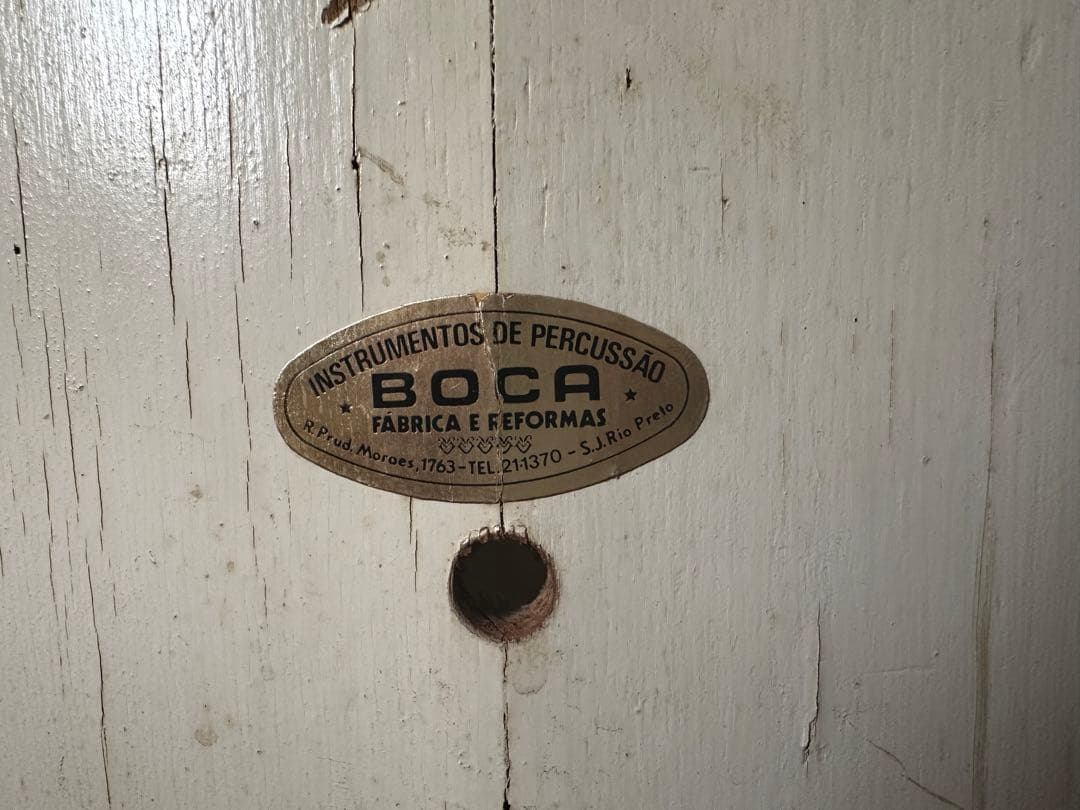 INSTRUMENTOS DE PERCUSSÃO
BOCA
FÁBRICA E REFORMAS
R. Prud. Moraes, 1763 - TEL. 21-1370 - S.J. Rio Preto